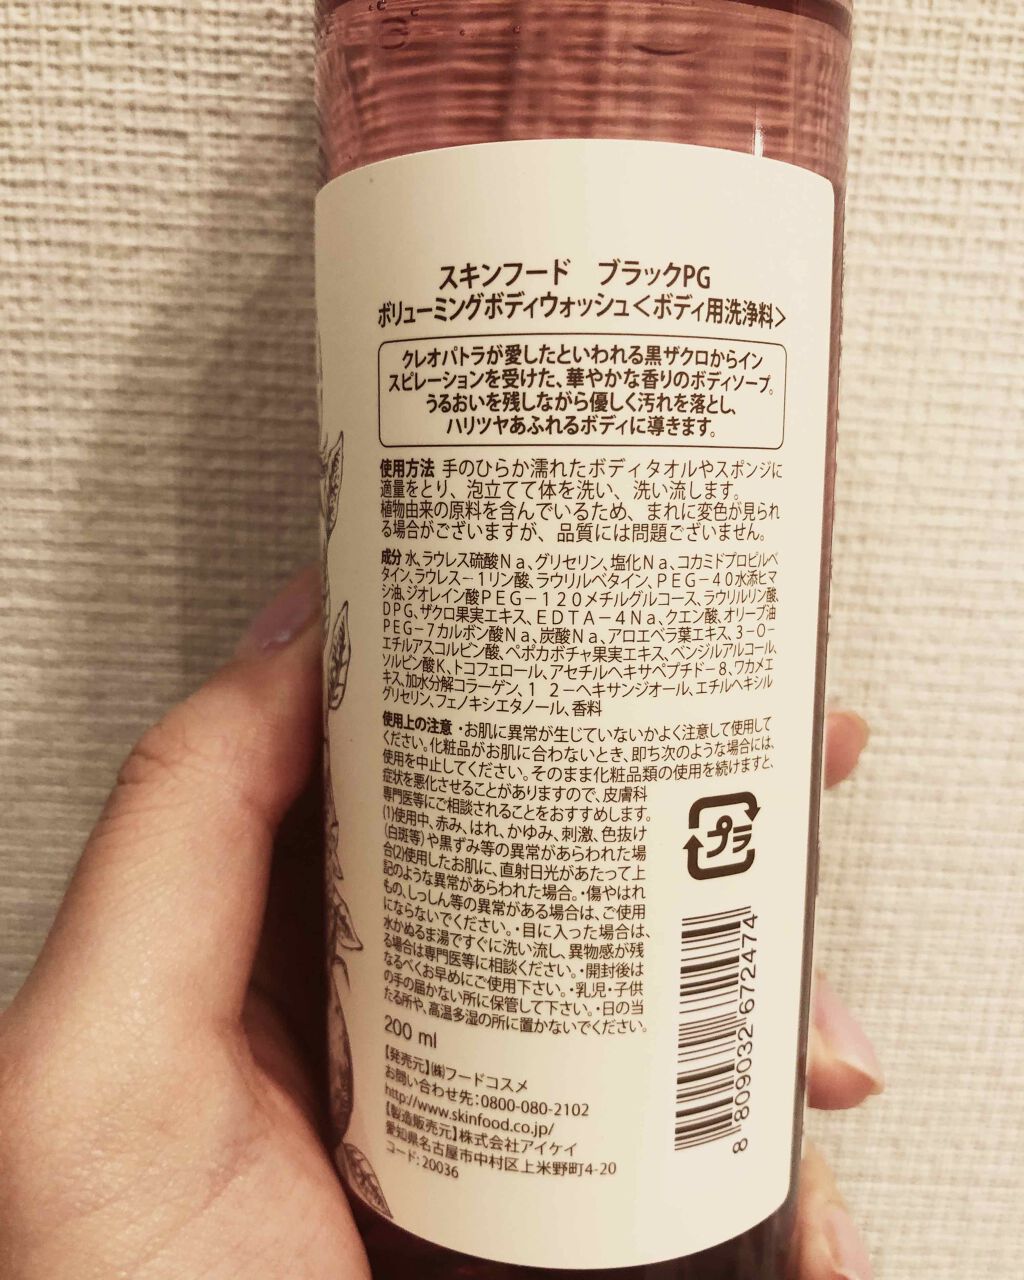 スキンフード　ブラックPG
ボリューミングボディウォッシュ<ボディ用洗浄料>
クレオパトラが愛したといわれる黒ザクロからイン
スピレーションを受けた、華やかな香りのボディソープ。
うるおいを残しながら優しく汚れを落とし、
ハリツヤあふれるボディに導きます。
使用方法 手のひらか濡れたボディタオルやスポンジに
適量をとり、泡立てて体を洗い、洗い流します。
植物由来の原料を含んでいるため、まれに変色が見られ
る場合がございますが、品質には問題ございません。
成分 水、ラウレス硫酸Na、グリセリン、塩化Na、コカミドプロピルベ
タイン、ラウレス－1リン酸、ラウリルベタイン、PEG－40水添ヒマ
シ油、ジオレイン酸PEG－120メチルグルコース、ラウリルリン酸、
DPG、ザクロ果実エキス、EDTA－4Na、クエン酸、オリーブ油
PEG－7カルボン酸Na、炭酸Na、アロエベラ葉エキス、3－O－
エチルアスコルビン酸、ペポカボチャ果実エキス、ベンジルアルコール、
ソルビン酸K、トコフェロール、アセチルヘキサペプチド－8、ワカメエ
キス、加水分解コラーゲン、1 2－ヘキサンジオール、エチルヘキシル
グリセリン、フェノキシエタノール、香料
使用上の注意 ・お肌に異常が生じていないかよく注意して使用して
ください。化粧品がお肌に合わないとき、即ち次のような場合には、
使用を中止してください。そのまま化粧品類の使用を続けますと、
症状を悪化させることがありますので、皮膚科
専門医等にご相談されることをおすすめします。
(1)使用中、赤み、はれ、かゆみ、刺激、色抜け
(白斑等)や黒ずみ等の異常があらわれた場
合(2)使用したお肌に、直射日光があたって上
記のような異常があらわれた場合。・傷やはれ
もの、しっしん等の異常がある場合は、ご使用
にならないでください。・目に入った場合は、
水かぬるま湯ですぐに洗い流し、異物感が残
る場合は専門医等に相談ください。・開封後は
なるべくお早めにご使用下さい。・乳児・子供
の手の届かない所に保管して下さい。・日の当
たる所や、高温多湿の所に置かないでください。
プラ
200 ml
【発売元】㈱フードコスメ
お問い合わせ先：0800-080-2102
http://www.skinfood.co.jp/
【製造販売元】株式会社アイケイ
愛知県名古屋市中村区上米野町4-20
コード：20036
8 809032 672474